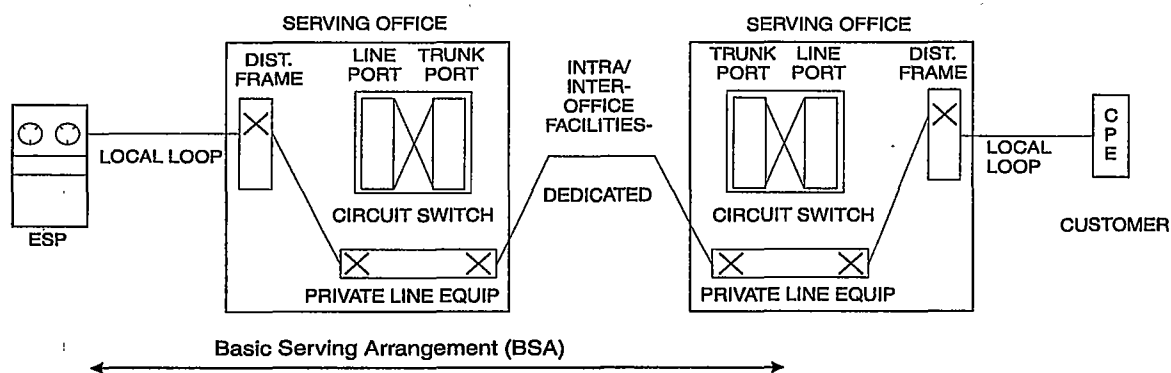 SERVING OFFICE
DIST.
FRAME
LINE
PORT
TRUNK
PORT
LOCAL LOOP
ESP
CIRCUIT SWITCH
PRIVATE LINE EQUIP
INTRA/
INTER-
OFFICE
FACILITIES-
DEDICATED
SERVING OFFICE
TRUNK
PORT
LINE
PORT
DIST.
FRAME
CIRCUIT SWITCH
PRIVATE LINE EQUIP
LOCAL
LOOP
C
P
E
CUSTOMER
Basic Serving Arrangement (BSA)